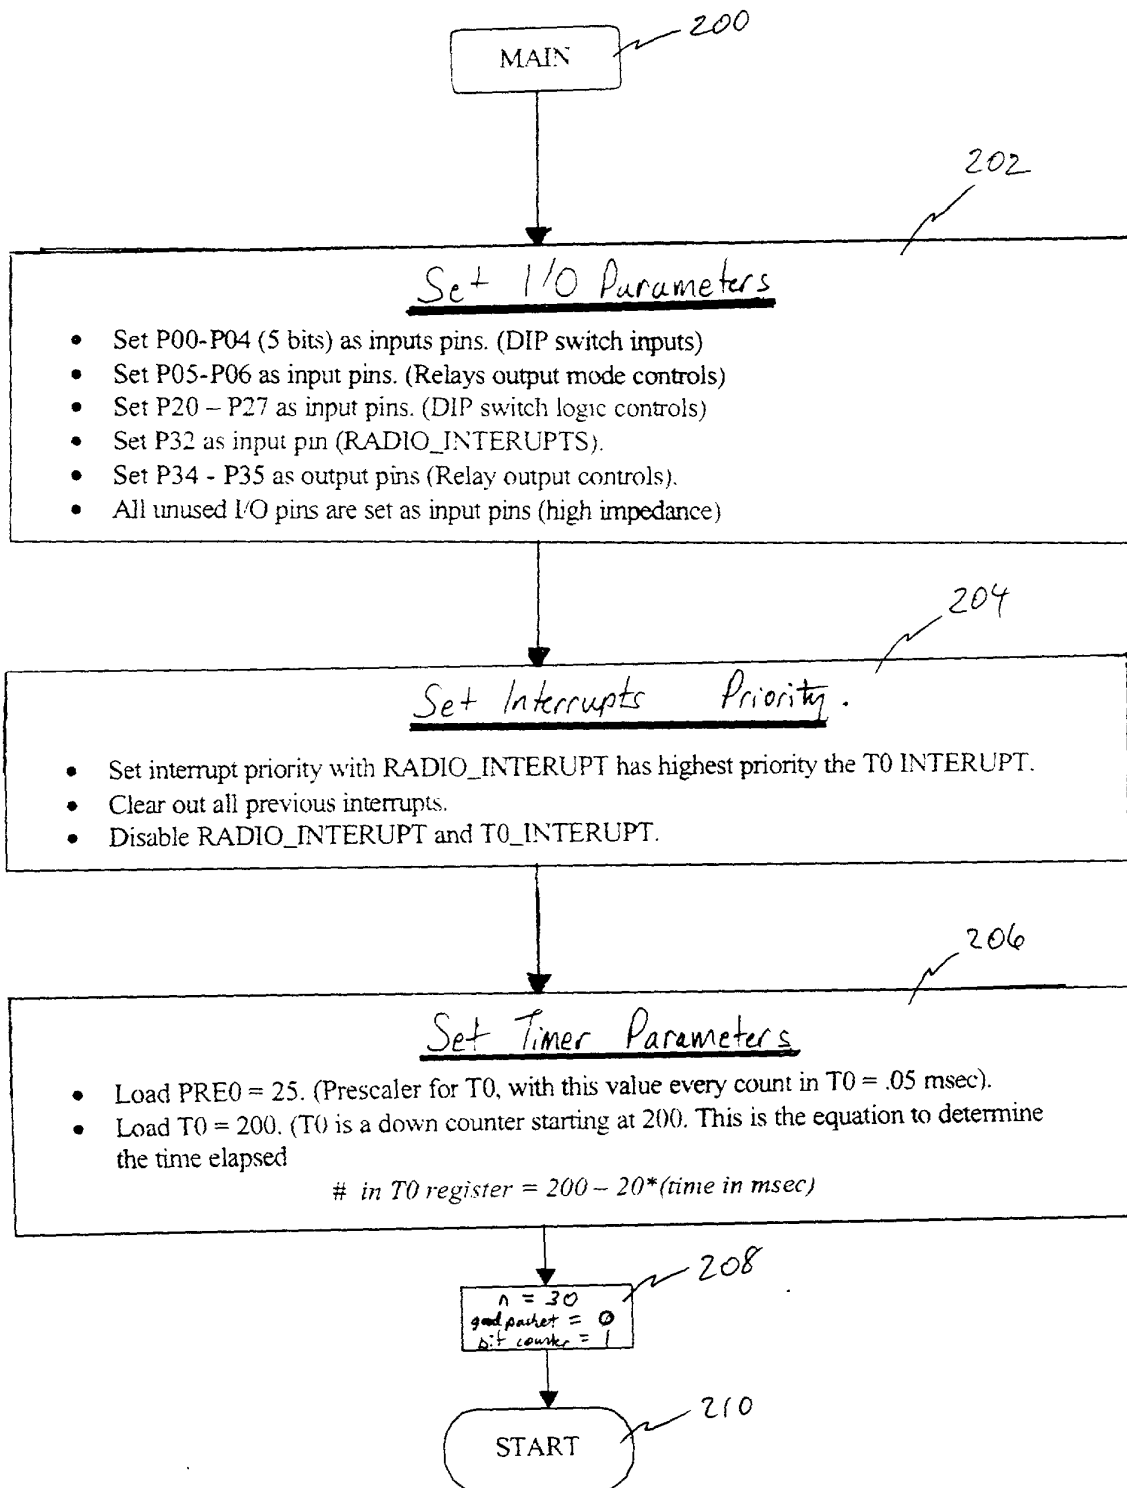 200
MAIN
202
Set I/O Parameters
• Set P00-P04 (5 bits) as inputs pins. (DIP switch inputs)
• Set P05-P06 as input pins. (Relays output mode controls)
• Set P20 – P27 as input pins. (DIP switch logic controls)
• Set P32 as input pin (RADIO_INTERUPTS).
• Set P34 - P35 as output pins (Relay output controls).
• All unused I/O pins are set as input pins (high impedance)
204
Set Interrupts Priority.
• Set interrupt priority with RADIO_INTERUPT has highest priority the T0 INTERUPT.
• Clear out all previous interrupts.
• Disable RADIO_INTERUPT and T0_INTERUPT.
206
Set Timer Parameters
• Load PRE0 = 25. (Prescaler for T0, with this value every count in T0 = .05 msec).
• Load T0 = 200. (T0 is a down counter starting at 200. This is the equation to determine
the time elapsed
# in T0 register = 200 – 20*(time in msec)
208
n = 30
good packet = 0
bit counter = 1
210
START